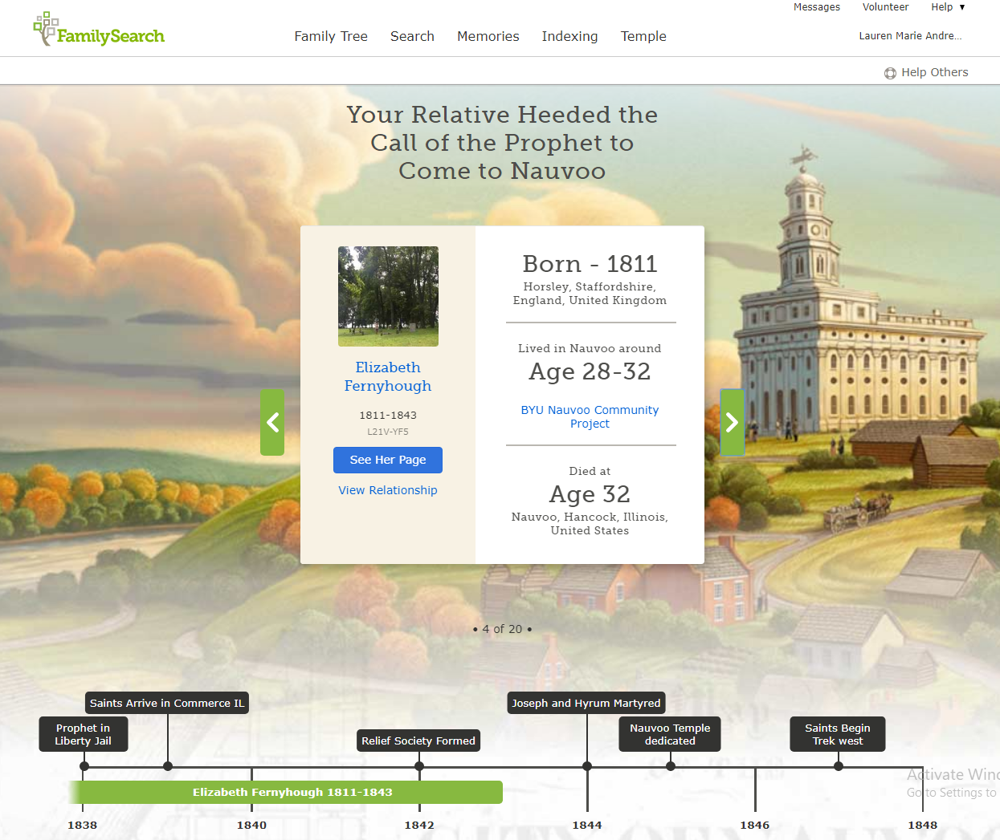 Messages Volunteer Help ▼
FamilySearch
Family Tree Search Memories Indexing Temple
Lauren Marie Andre...
Help Others
Your Relative Heeded the
Call of the Prophet to
Come to Nauvoo
Elizabeth
Fernyhough
1811-1843
L21V-YF5
See Her Page
View Relationship
Born - 1811
Horsley, Staffordshire,
England, United Kingdom
Lived in Nauvoo around
Age 28-32
BYU Nauvoo Community
Project
Died at
Age 32
Nauvoo, Hancock, Illinois,
United States
• 4 of 20 •
Saints Arrive in Commerce IL
Prophet in
Liberty Jail
Relief Society Formed
Joseph and Hyrum Martyred
Nauvoo Temple
dedicated
Saints Begin
Trek west
OF THE
Activate Wind
Go to Settings to
Elizabeth Fernyhough 1811-1843
1838 1840 1842 1844 1846 1848